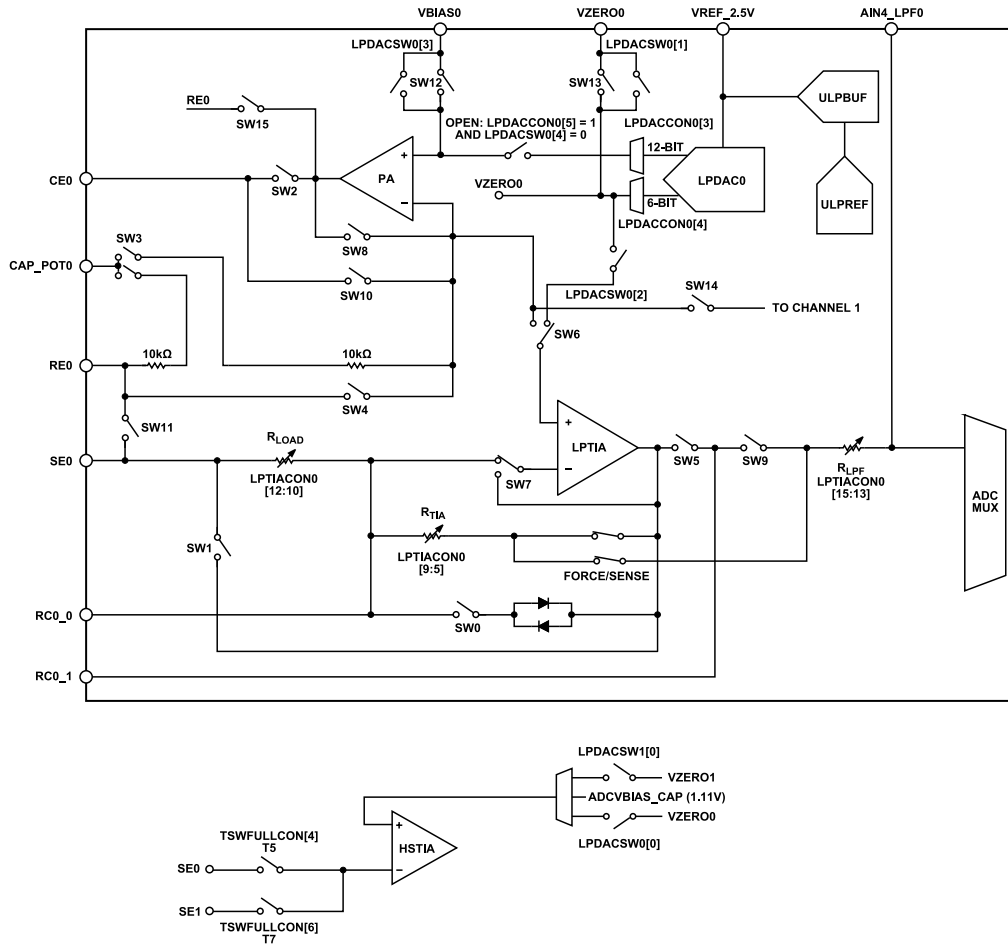 VBIAS0
VZERO0
VREF_2.5V
AIN4_LPF0
LPDACSW0[3]
LPDACSW0[1]
SW12
SW13
RE0
SW15
OPEN: LPDACCON0[5] = 1
AND LPDACSW0[4] = 0
LPDACCON0[3]
ULPBUF
12-BIT
+
PA
−
LPDAC0
CE0
SW2
VZERO0
6-BIT
ULPREF
LPDACCON0[4]
SW3
SW8
CAP_POT0
SW10
LPDACSW0[2]
SW14
TO CHANNEL 1
SW6
RE0
10kΩ
10kΩ
SW4
SW11
+
LPTIA
−
RLOAD
LPTIACON0
[12:10]
SE0
SW7
SW5
SW9
RLPF
LPTIACON0
[15:13]
ADC
MUX
SW1
RTIA
LPTIACON0
[9:5]
FORCE/SENSE
RC0_0
SW0
RC0_1
LPDACSW1[0]
VZERO1
ADCVBIAS_CAP (1.11V)
VZERO0
LPDACSW0[0]
+
HSTIA
−
TSWFULLCON[4]
T5
SE0
SE1
TSWFULLCON[6]
T7